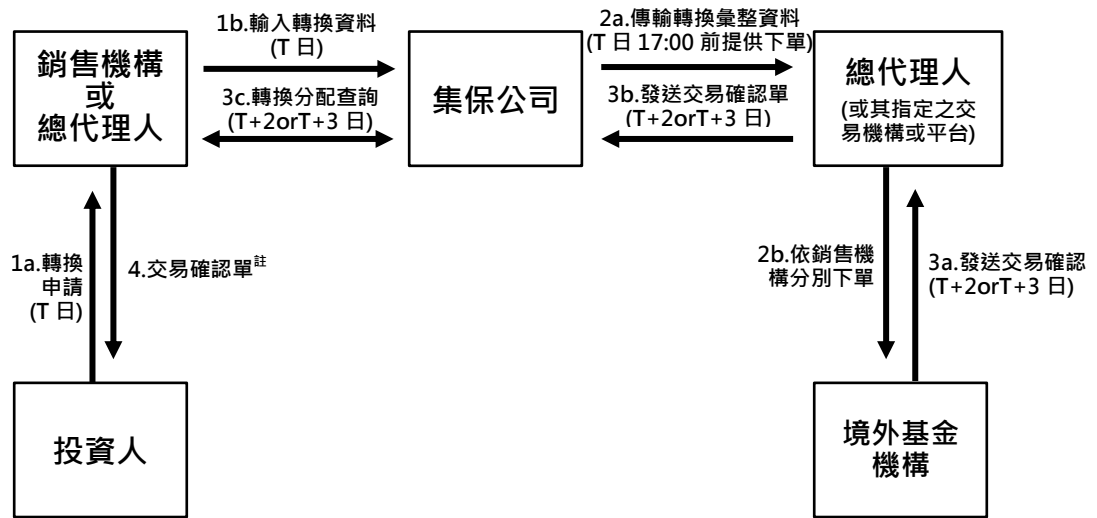 1b.輸入轉換資料
(T 日)
2a.傳輸轉換彙整資料
(T 日 17:00 前提供下單)
銷售機構
或
總代理人
集保公司
總代理人
(或其指定之交
易機構或平台)
3c.轉換分配查詢
(T+2orT+3 日)
3b.發送交易確認單
(T+2orT+3 日)
1a.轉換
申請
(T 日)
4.交易確認單註
2b.依銷售機
構分別下單
3a.發送交易確認
(T+2orT+3 日)
投資人
境外基金
機構